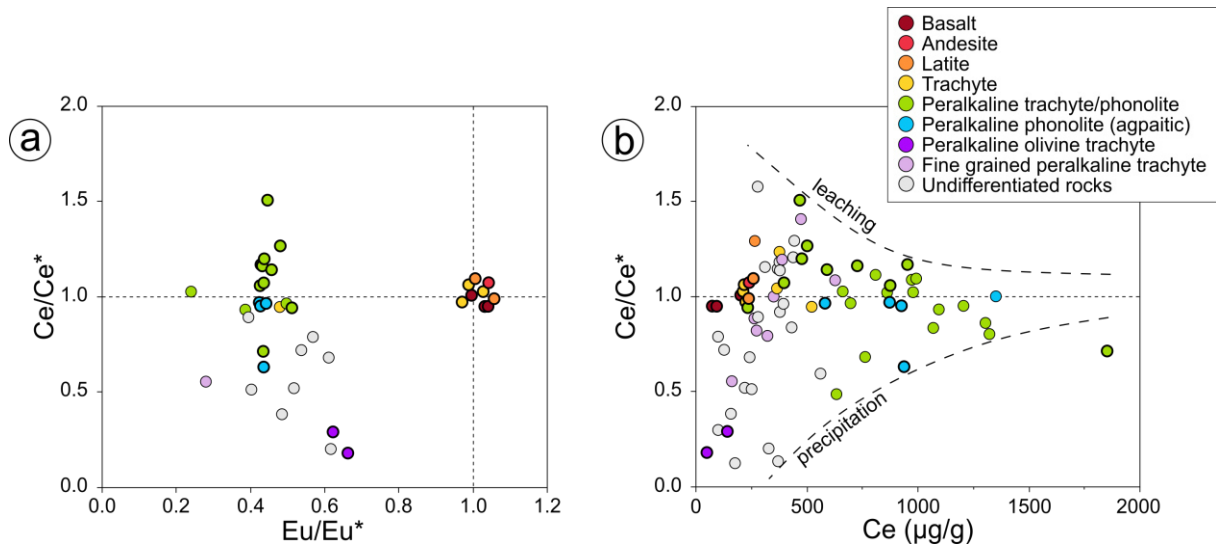 Basalt
Andesite
Latite
Trachyte
Peralkaline trachyte/phonolite
Peralkaline phonolite (agpaitic)
Peralkaline olivine trachyte
Fine grained peralkaline trachyte
Undifferentiated rocks
a
Ce/Ce*
2.0
1.5
1.0
0.5
0.0
0.0 0.2 0.4 0.6 0.8 1.0 1.2
Eu/Eu*
b
Ce/Ce*
2.0
1.5
1.0
0.5
0.0
leaching
precipitation
0 500 1000 1500 2000
Ce (µg/g)